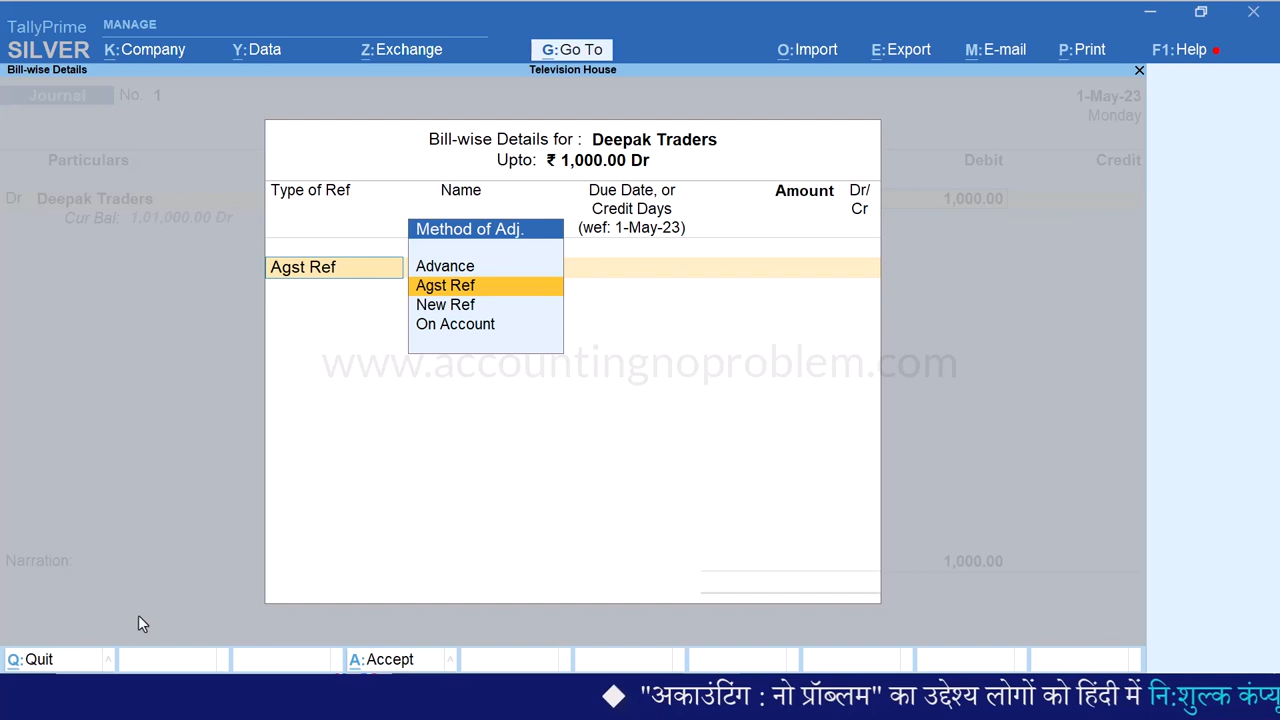 TallyPrime MANAGE
SILVER K:Company Y:Data Z:Exchange G:Go To O:Import E:Export M:E-mail P:Print F1:Help
Bill-wise Details Television House
Journal No. 1 1-May-23
Monday
Particulars Debit Credit
Dr Deepak Traders 1,000.00
Cur Bal: 1,01,000.00 Dr
Bill-wise Details for : Deepak Traders
Upto: ₹ 1,000.00 Dr
Type of Ref Name Due Date, or Amount Dr/
Credit Days Cr
(wef: 1-May-23)
Method of Adj.
Agst Ref
Advance
Agst Ref
New Ref
On Account
www.accountingnoproblem.com
Narration: 1,000.00
Q:Quit A:Accept
"अकाउंटिंग : नो प्रॉब्लम" का उद्देश्य लोगों को हिंदी में नि:शुल्क कंप्यू